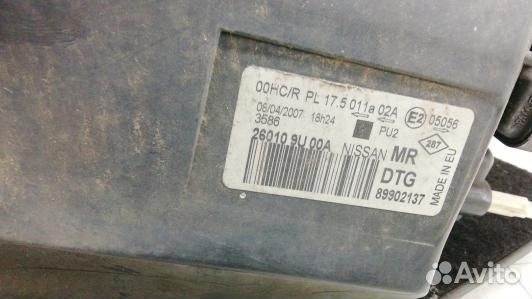 00HC/R PL 17.5 011a 02A E2 05056
06/04/2007 18h24
3586 PU2 287
26010 9U 00A NISSAN MR
DTG
89902137
MADE IN EU
Avito